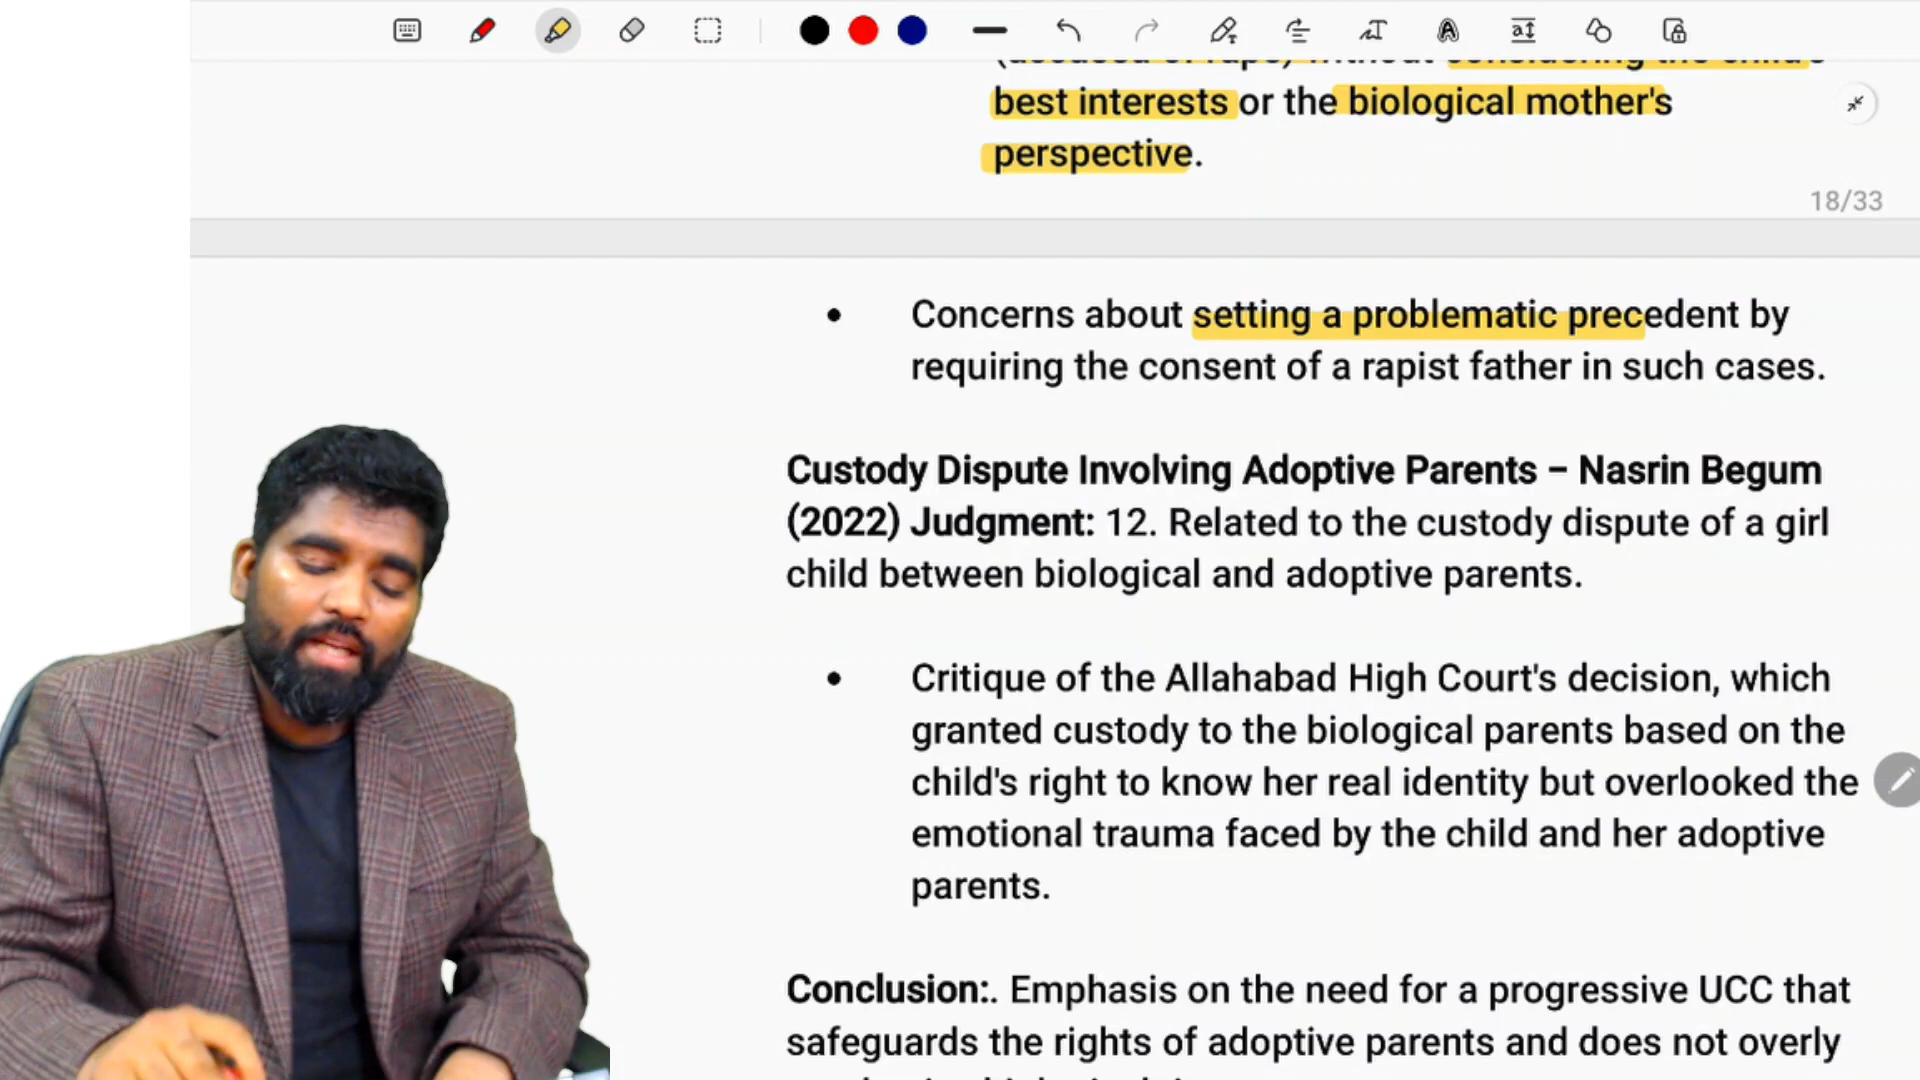 best interests or the biological mother's
perspective.
18/33
• Concerns about setting a problematic precedent by
requiring the consent of a rapist father in such cases.
Custody Dispute Involving Adoptive Parents – Nasrin Begum
(2022) Judgment: 12. Related to the custody dispute of a girl
child between biological and adoptive parents.
• Critique of the Allahabad High Court's decision, which
granted custody to the biological parents based on the
child's right to know her real identity but overlooked the
emotional trauma faced by the child and her adoptive
parents.
Conclusion:. Emphasis on the need for a progressive UCC that
safeguards the rights of adoptive parents and does not overly